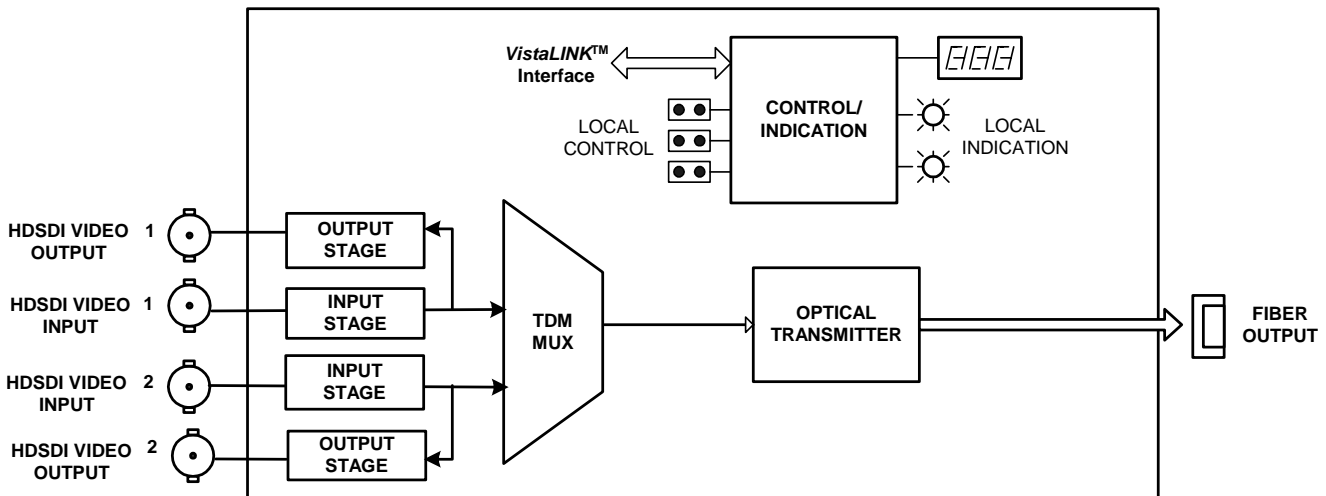 VistaLINK™
Interface
CONTROL/
INDICATION
LOCAL
CONTROL
LOCAL
INDICATION
HDSDI VIDEO 1
OUTPUT
OUTPUT
STAGE
HDSDI VIDEO 1
INPUT
INPUT
STAGE
TDM
MUX
OPTICAL
TRANSMITTER
FIBER
OUTPUT
HDSDI VIDEO 2
INPUT
INPUT
STAGE
HDSDI VIDEO 2
OUTPUT
OUTPUT
STAGE